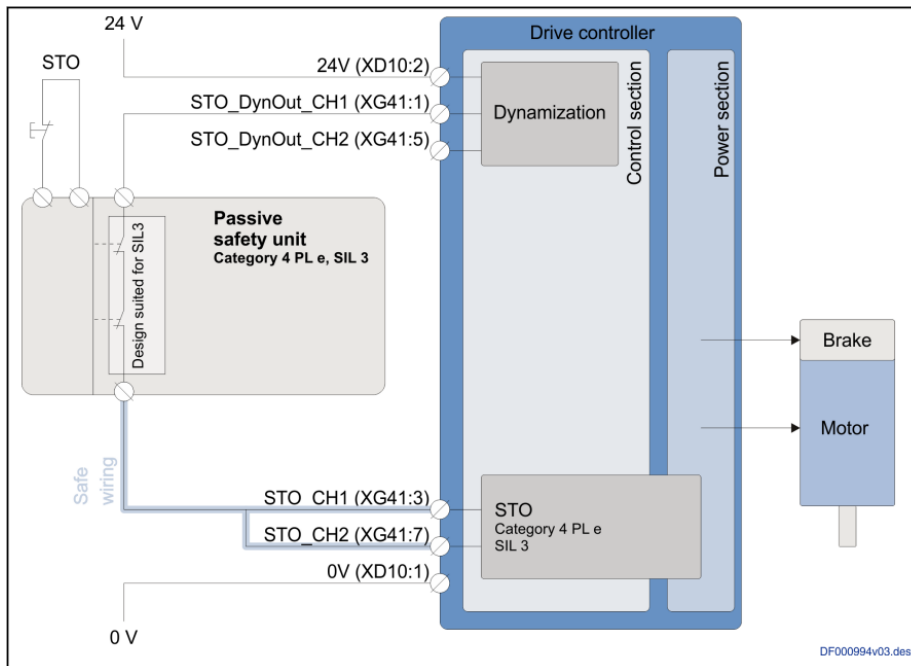 24 V
STO
Drive controller
24V (XD10:2)
STO_DynOut_CH1 (XG41:1)
STO_DynOut_CH2 (XG41:5)
Dynamization
Control section
Power section
Passive
safety unit
Category 4 PL e, SIL 3
Design suited for SIL3
Brake
Motor
Safe
wiring
STO_CH1 (XG41:3)
STO_CH2 (XG41:7)
0V (XD10:1)
STO
Category 4 PL e
SIL 3
0 V
DF000994v03.des